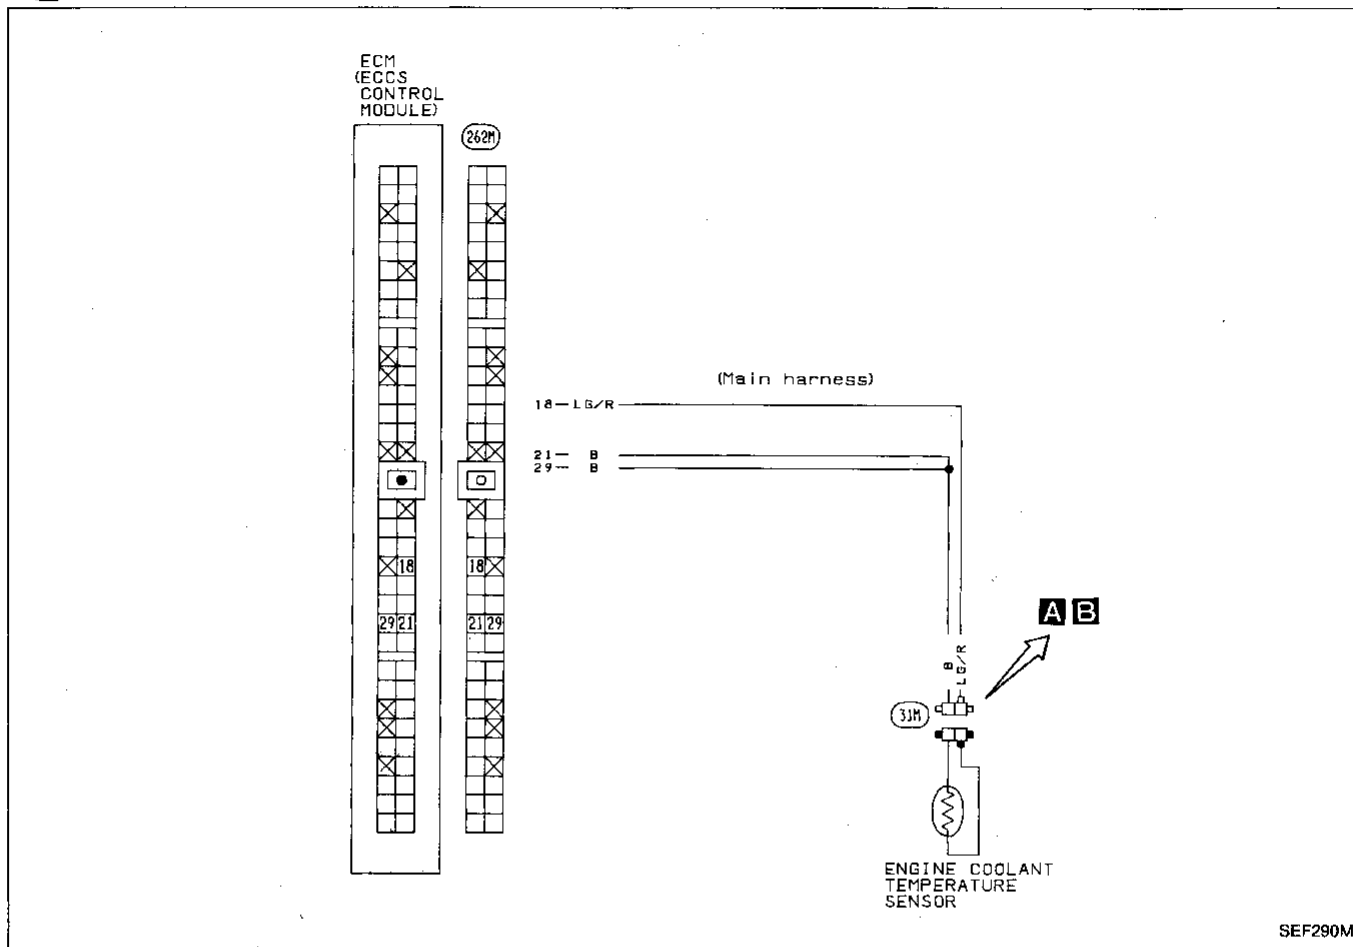 ECM
(ECCS
CONTROL
MODULE)
262M
(Main harness)
18 LG/R
21 B
29 B
18
18
29 21
21 29
A B
B
LG/R
33M
ENGINE COOLANT
TEMPERATURE
SENSOR
SEF290M